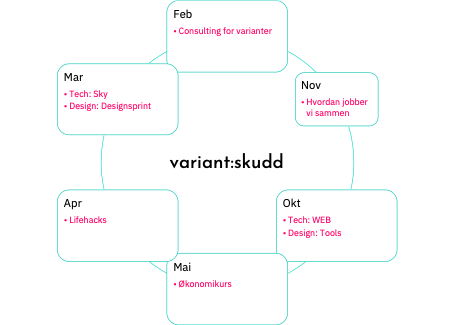 Feb
• Consulting for varianter
Mar
• Tech: Sky
• Design: Designsprint
Nov
• Hvordan jobber
vi sammen
variant:skudd
Apr
• Lifehacks
Okt
• Tech: WEB
• Design: Tools
Mai
• Økonomikurs